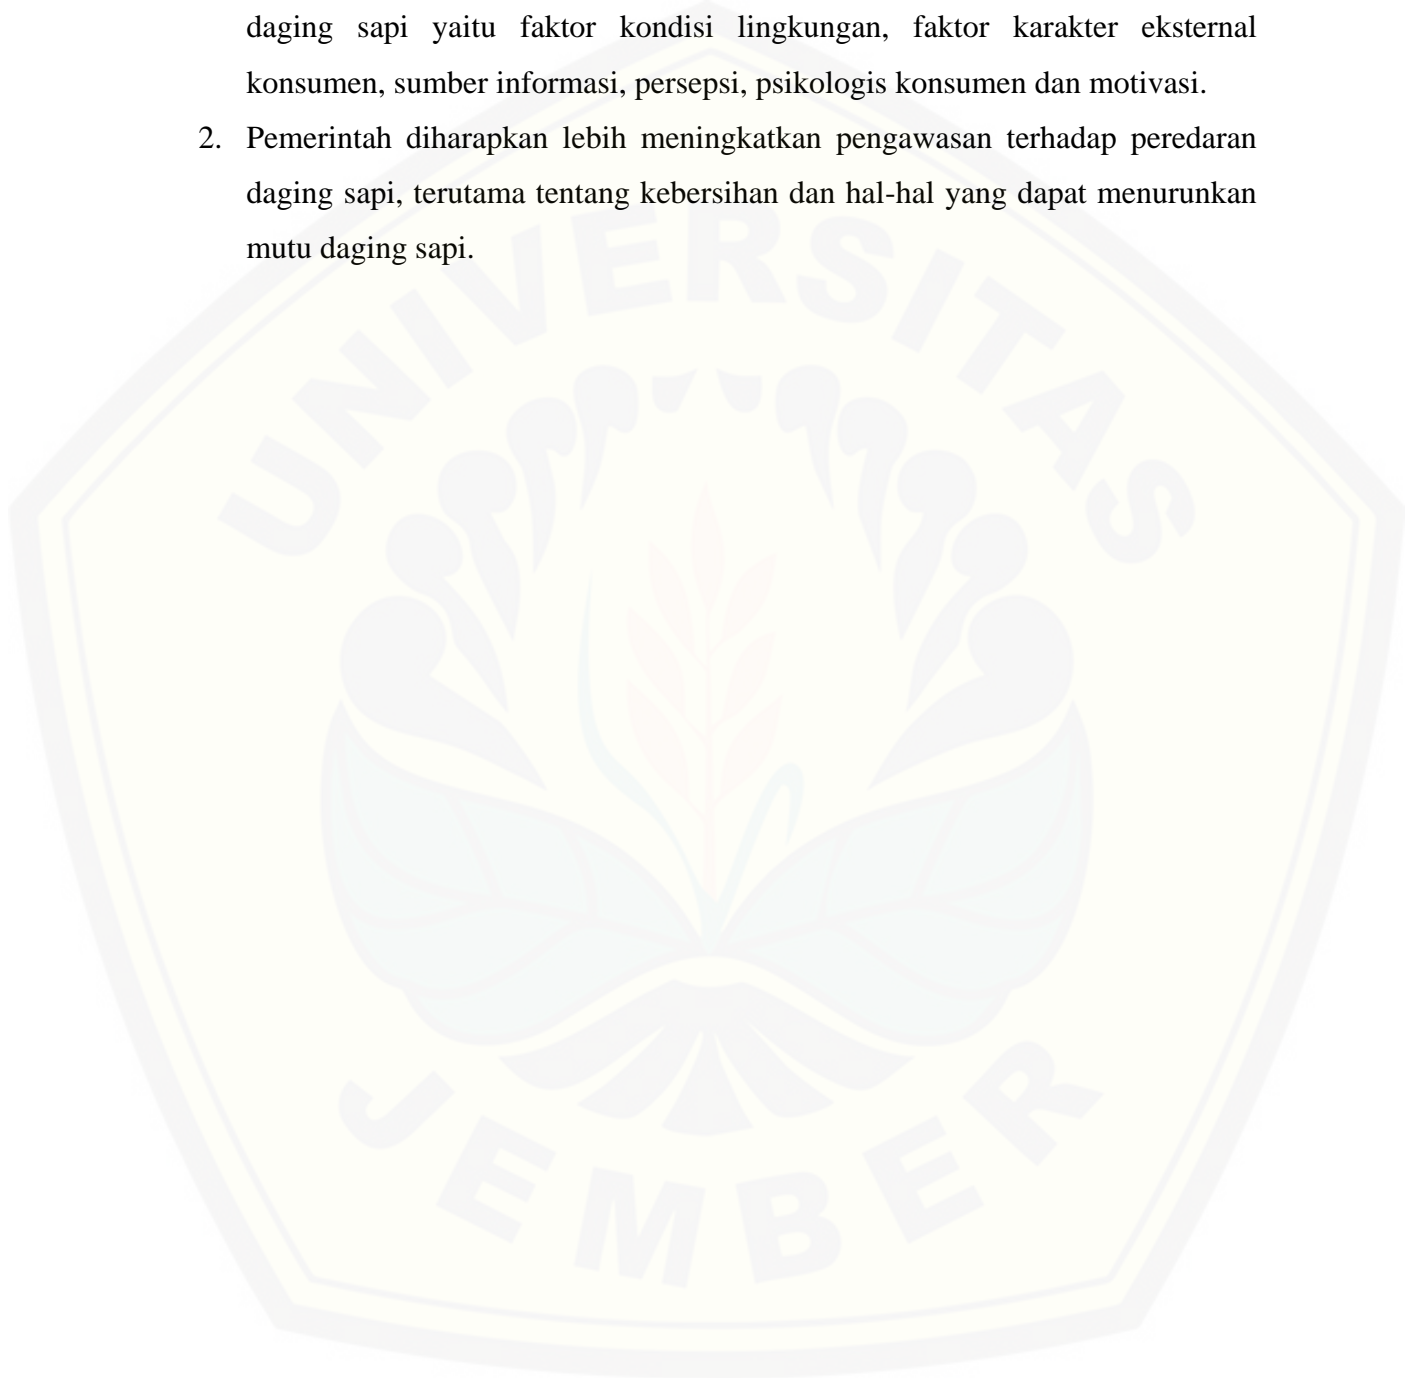 daging sapi yaitu faktor kondisi lingkungan, faktor karakter eksternal
konsumen, sumber informasi, persepsi, psikologis konsumen dan motivasi.
2. Pemerintah diharapkan lebih meningkatkan pengawasan terhadap peredaran
daging sapi, terutama tentang kebersihan dan hal-hal yang dapat menurunkan
mutu daging sapi.
UNIVERSITAS
JEMBER